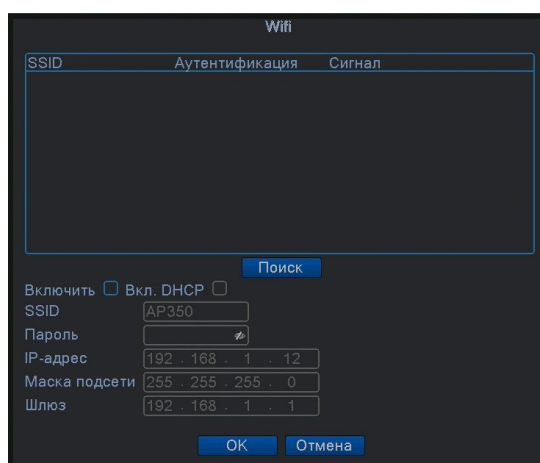 Wifi
SSID Аутентификация Сигнал
Поиск
Включить Вкл. DHCP
SSID AP350
Пароль
IP-адрес 192 . 168 . 1 . 12
Маска подсети 255 . 255 . 255 . 0
Шлюз 192 . 168 . 1 . 1
OK Отмена